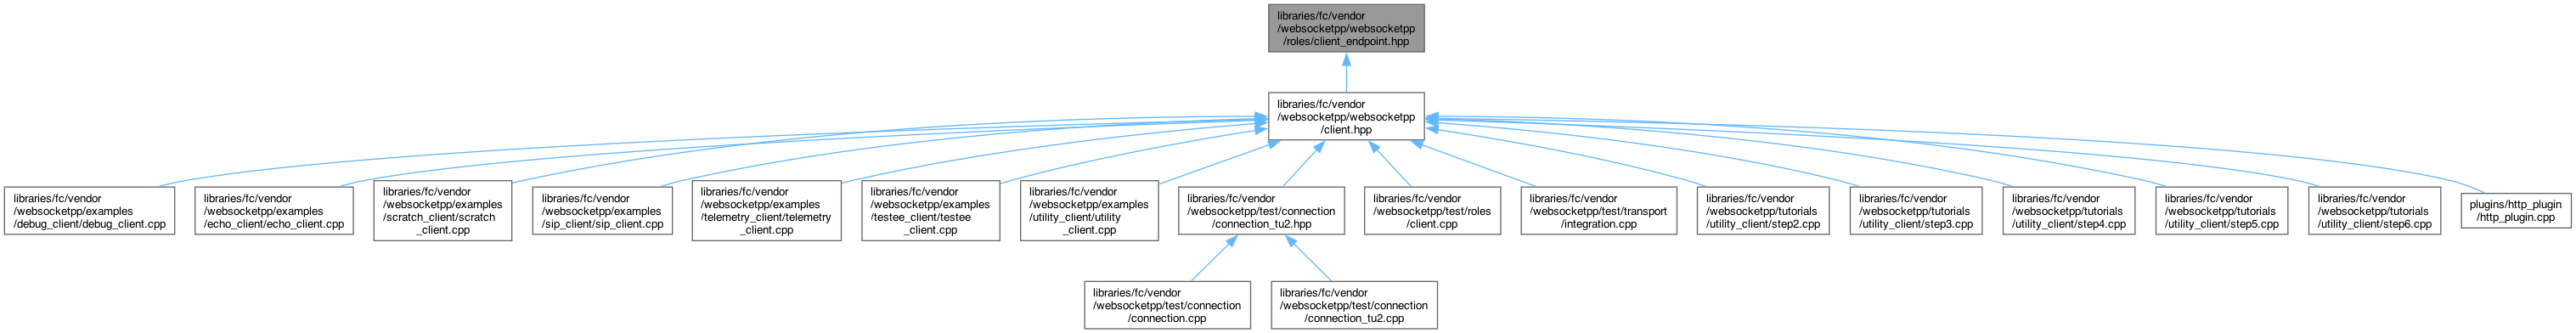 libraries/fc/vendor
/websocketpp/websocketpp
/roles/client_endpoint.hpp
libraries/fc/vendor
/websocketpp/websocketpp
/client.hpp
libraries/fc/vendor
/websocketpp/examples
/debug_client/debug_client.cpp
libraries/fc/vendor
/websocketpp/examples
/echo_client/echo_client.cpp
libraries/fc/vendor
/websocketpp/examples
/scratch_client/scratch
_client.cpp
libraries/fc/vendor
/websocketpp/examples
/sip_client/sip_client.cpp
libraries/fc/vendor
/websocketpp/examples
/telemetry_client/telemetry
_client.cpp
libraries/fc/vendor
/websocketpp/examples
/testee_client/testee
_client.cpp
libraries/fc/vendor
/websocketpp/examples
/utility_client/utility
_client.cpp
libraries/fc/vendor
/websocketpp/test/connection
/connection_tu2.hpp
libraries/fc/vendor
/websocketpp/test/roles
/client.cpp
libraries/fc/vendor
/websocketpp/test/transport
/integration.cpp
libraries/fc/vendor
/websocketpp/tutorials
/utility_client/step2.cpp
libraries/fc/vendor
/websocketpp/tutorials
/utility_client/step3.cpp
libraries/fc/vendor
/websocketpp/tutorials
/utility_client/step4.cpp
libraries/fc/vendor
/websocketpp/tutorials
/utility_client/step5.cpp
libraries/fc/vendor
/websocketpp/tutorials
/utility_client/step6.cpp
plugins/http_plugin
/http_plugin.cpp
libraries/fc/vendor
/websocketpp/test/connection
/connection.cpp
libraries/fc/vendor
/websocketpp/test/connection
/connection_tu2.cpp